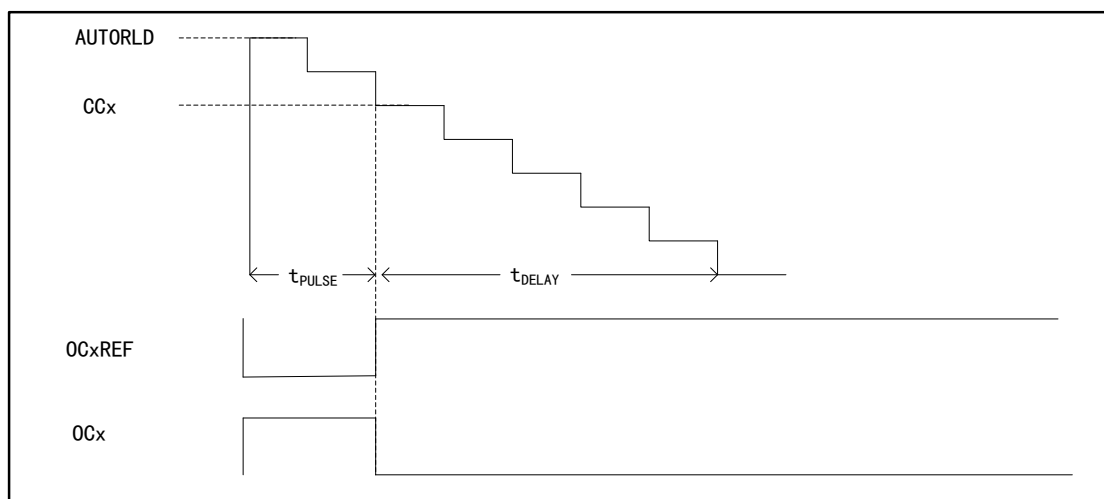 AUTORLD
CCx
tPULSE
tDELAY
OCxREF
OCx